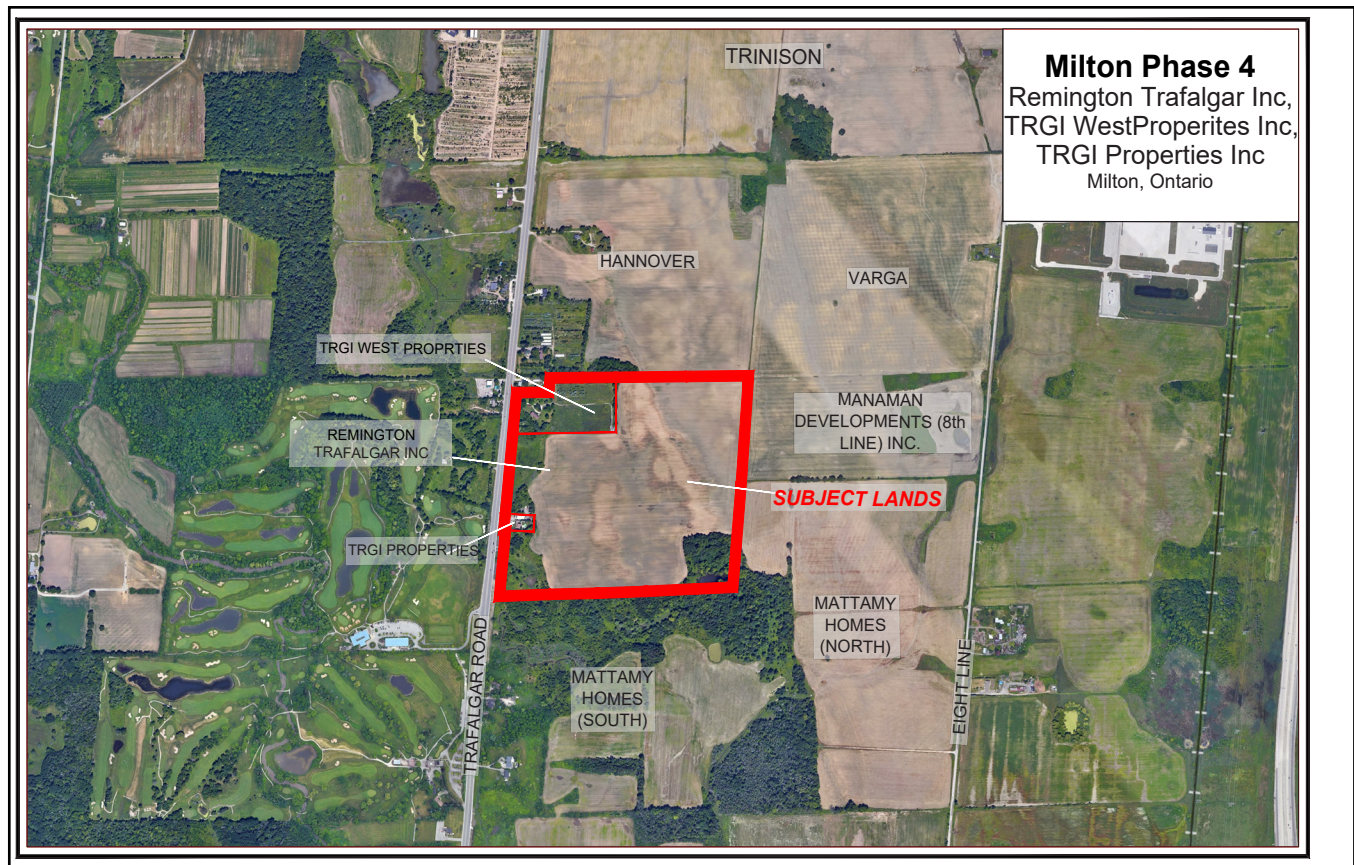 TRINISON
Milton Phase 4
Remington Trafalgar Inc,
TRGI WestProperites Inc,
TRGI Properties Inc
Milton, Ontario
HANNOVER
VARGA
TRGI WEST PROPRTIES
MANAMAN
DEVELOPMENTS (8th
LINE) INC.
REMINGTON
TRAFALGAR INC
SUBJECT LANDS
TRGI PROPERTIES
MATTAMY
HOMES
(NORTH)
MATTAMY
HOMES
(SOUTH)
TRAFALGAR ROAD
EIGHT LINE